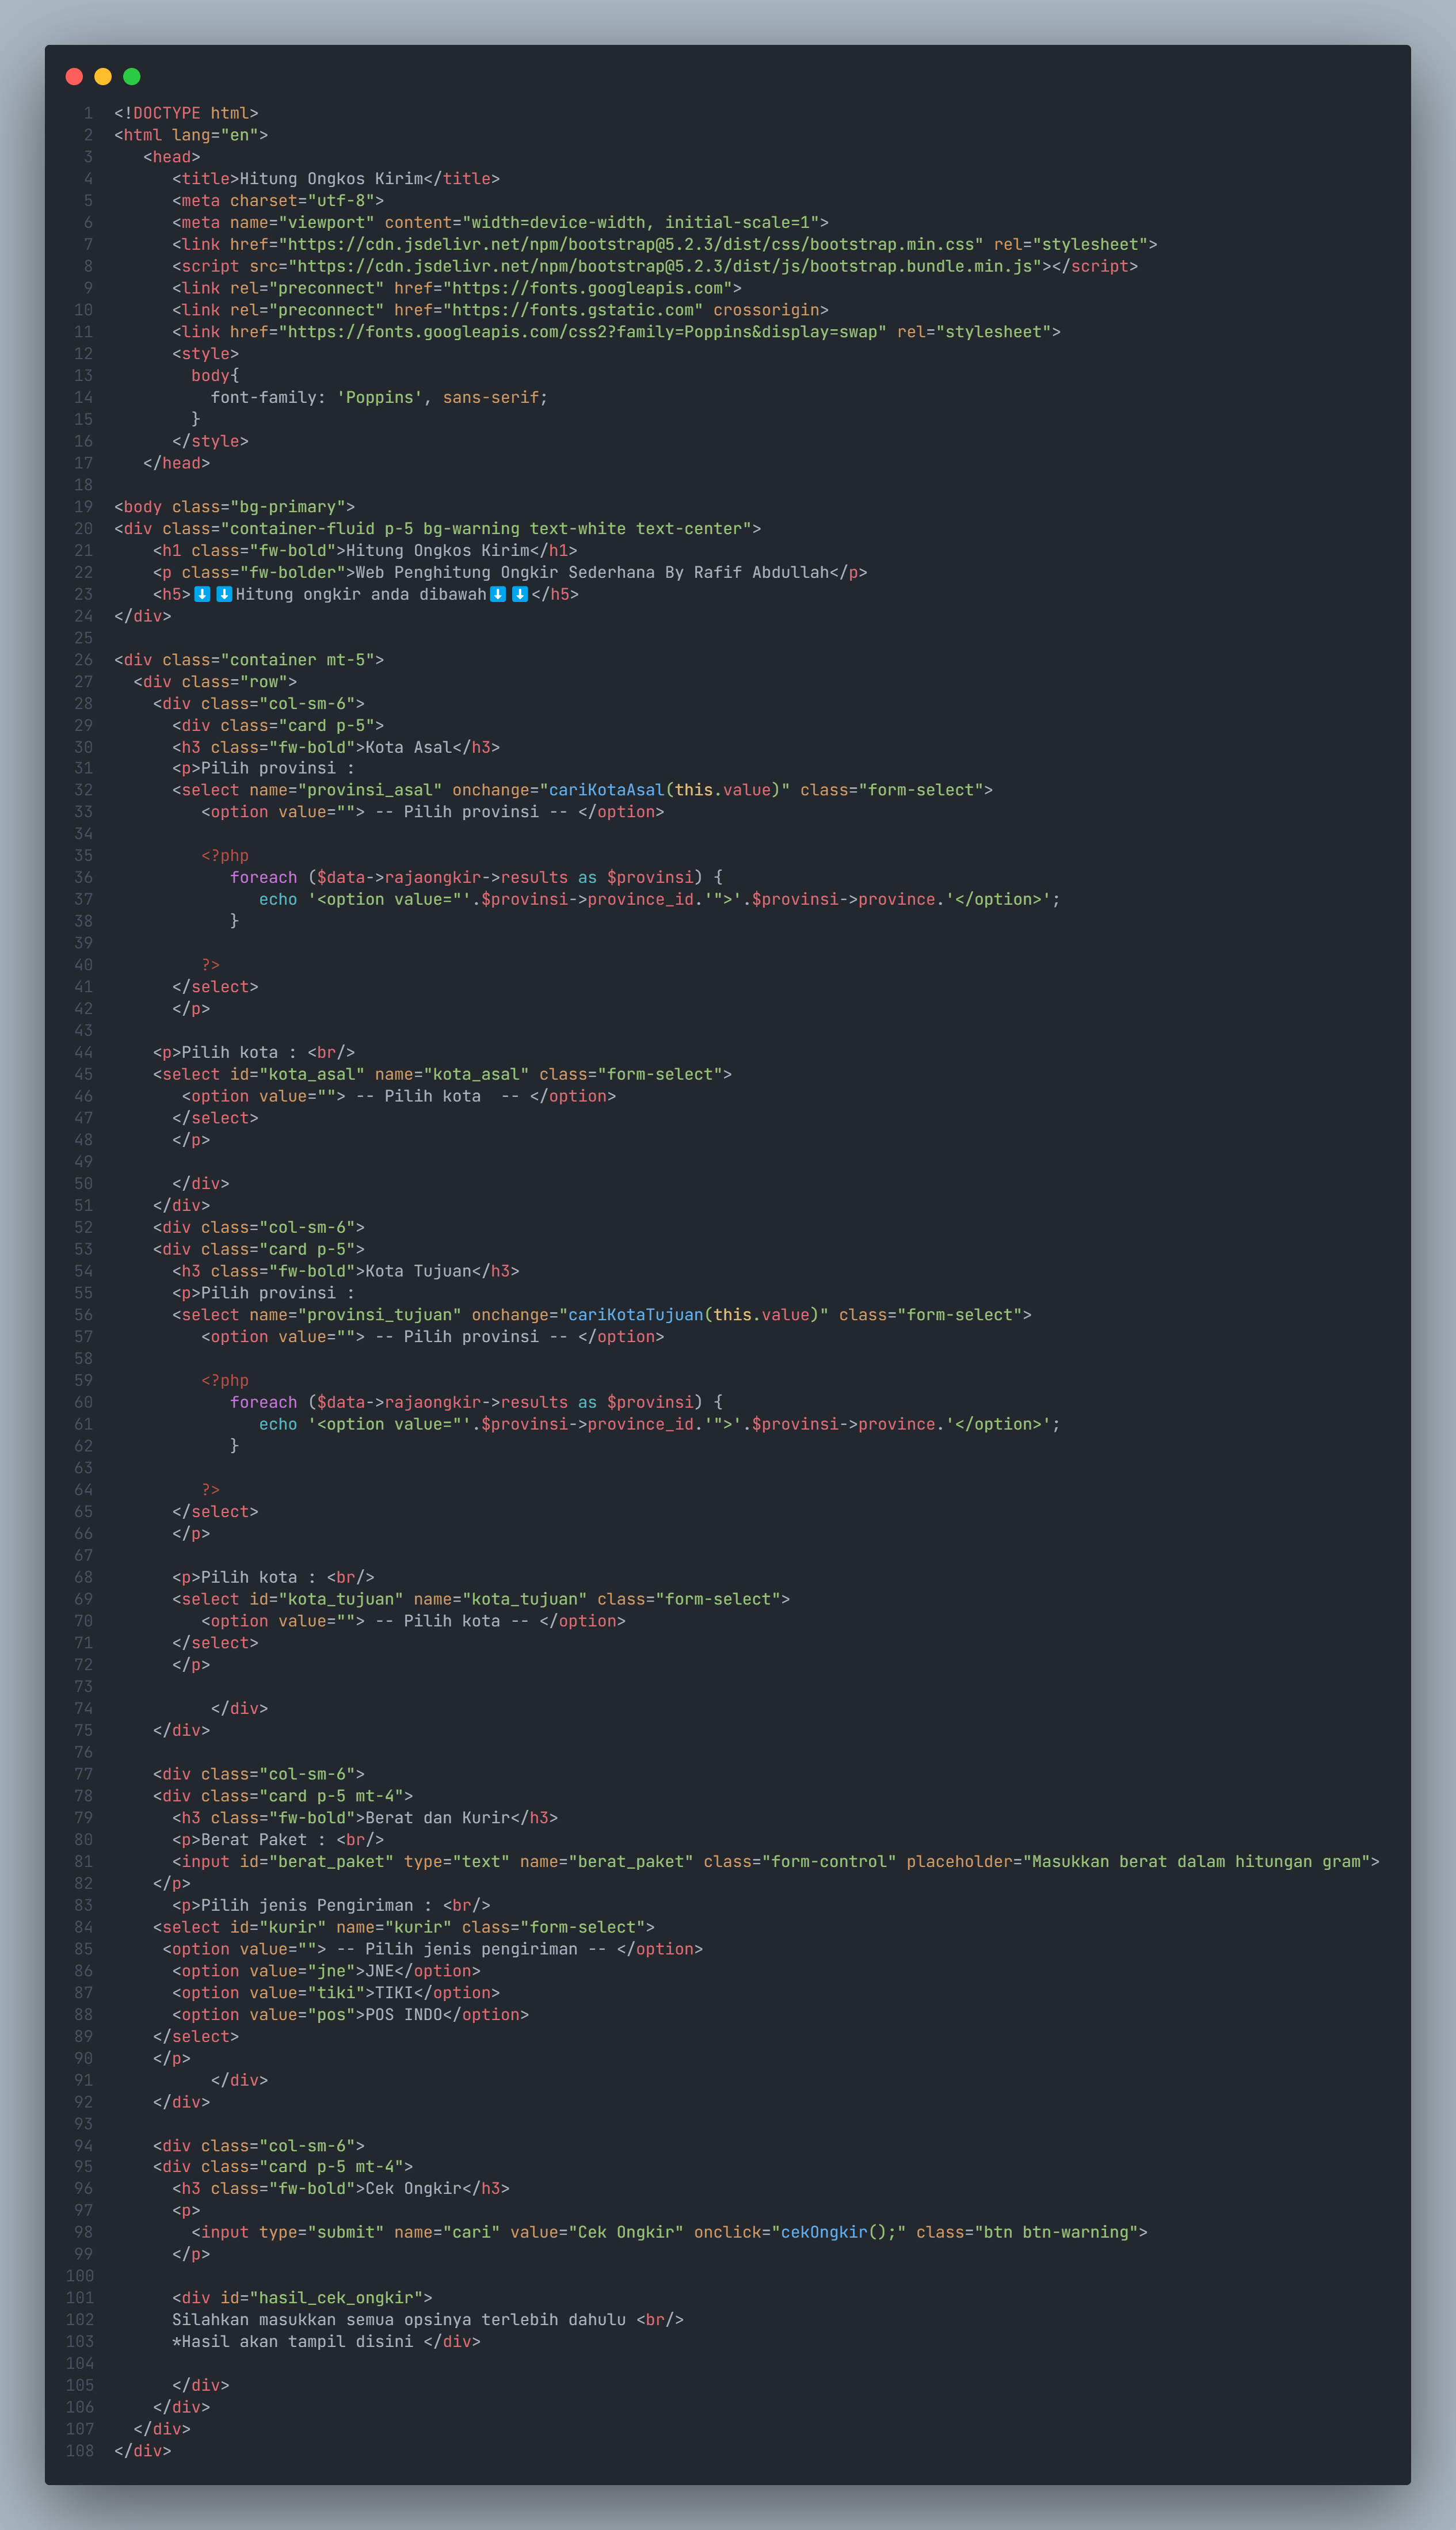 1 <!DOCTYPE html>
2 <html lang="en">
3    <head>
4       <title>Hitung Ongkos Kirim</title>
5       <meta charset="utf-8">
6       <meta name="viewport" content="width=device-width, initial-scale=1">
7       <link href="https://cdn.jsdelivr.net/npm/bootstrap@5.2.3/dist/css/bootstrap.min.css" rel="stylesheet">
8       <script src="https://cdn.jsdelivr.net/npm/bootstrap@5.2.3/dist/js/bootstrap.bundle.min.js"></script>
9       <link rel="preconnect" href="https://fonts.googleapis.com">
10       <link rel="preconnect" href="https://fonts.gstatic.com" crossorigin>
11       <link href="https://fonts.googleapis.com/css2?family=Poppins&display=swap" rel="stylesheet">
12       <style>
13         body{
14           font-family: 'Poppins', sans-serif;
15         }
16       </style>
17    </head>
18
19 <body class="bg-primary">
20 <div class="container-fluid p-5 bg-warning text-white text-center">
21     <h1 class="fw-bold">Hitung Ongkos Kirim</h1>
22     <p class="fw-bolder">Web Penghitung Ongkir Sederhana By Rafif Abdullah</p>
23     <h5>⬇️⬇️Hitung ongkir anda dibawah⬇️⬇️</h5>
24 </div>
25
26 <div class="container mt-5">
27   <div class="row">
28     <div class="col-sm-6">
29       <div class="card p-5">
30       <h3 class="fw-bold">Kota Asal</h3>
31       <p>Pilih provinsi :
32       <select name="provinsi_asal" onchange="cariKotaAsal(this.value)" class="form-select">
33          <option value=""> -- Pilih provinsi -- </option>
34
35          <?php
36             foreach ($data->rajaongkir->results as $provinsi) {
37                echo '<option value="'.$provinsi->province_id.'">'.$provinsi->province.'</option>';
38             }
39
40          ?>
41       </select>
42       </p>
43
44     <p>Pilih kota : <br/>
45     <select id="kota_asal" name="kota_asal" class="form-select">
46        <option value=""> -- Pilih kota  -- </option>
47       </select>
48       </p>
49
50       </div>
51     </div>
52     <div class="col-sm-6">
53     <div class="card p-5">
54       <h3 class="fw-bold">Kota Tujuan</h3>
55       <p>Pilih provinsi :
56       <select name="provinsi_tujuan" onchange="cariKotaTujuan(this.value)" class="form-select">
57          <option value=""> -- Pilih provinsi -- </option>
58
59          <?php
60             foreach ($data->rajaongkir->results as $provinsi) {
61                echo '<option value="'.$provinsi->province_id.'">'.$provinsi->province.'</option>';
62             }
63
64          ?>
65       </select>
66       </p>
67
68       <p>Pilih kota : <br/>
69       <select id="kota_tujuan" name="kota_tujuan" class="form-select">
70          <option value=""> -- Pilih kota -- </option>
71       </select>
72       </p>
73
74           </div>
75     </div>
76
77     <div class="col-sm-6">
78     <div class="card p-5 mt-4">
79       <h3 class="fw-bold">Berat dan Kurir</h3>
80       <p>Berat Paket : <br/>
81       <input id="berat_paket" type="text" name="berat_paket" class="form-control" placeholder="Masukkan berat dalam hitungan gram">
82     </p>
83       <p>Pilih jenis Pengiriman : <br/>
84     <select id="kurir" name="kurir" class="form-select">
85      <option value=""> -- Pilih jenis pengiriman -- </option>
86       <option value="jne">JNE</option>
87       <option value="tiki">TIKI</option>
88       <option value="pos">POS INDO</option>
89     </select>
90     </p>
91           </div>
92     </div>
93
94     <div class="col-sm-6">
95     <div class="card p-5 mt-4">
96       <h3 class="fw-bold">Cek Ongkir</h3>
97       <p>
98         <input type="submit" name="cari" value="Cek Ongkir" onclick="cekOngkir();" class="btn btn-warning">
99       </p>
100
101       <div id="hasil_cek_ongkir">
102       Silahkan masukkan semua opsinya terlebih dahulu <br/>
103       *Hasil akan tampil disini </div>
104
105       </div>
106     </div>
107   </div>
108 </div>